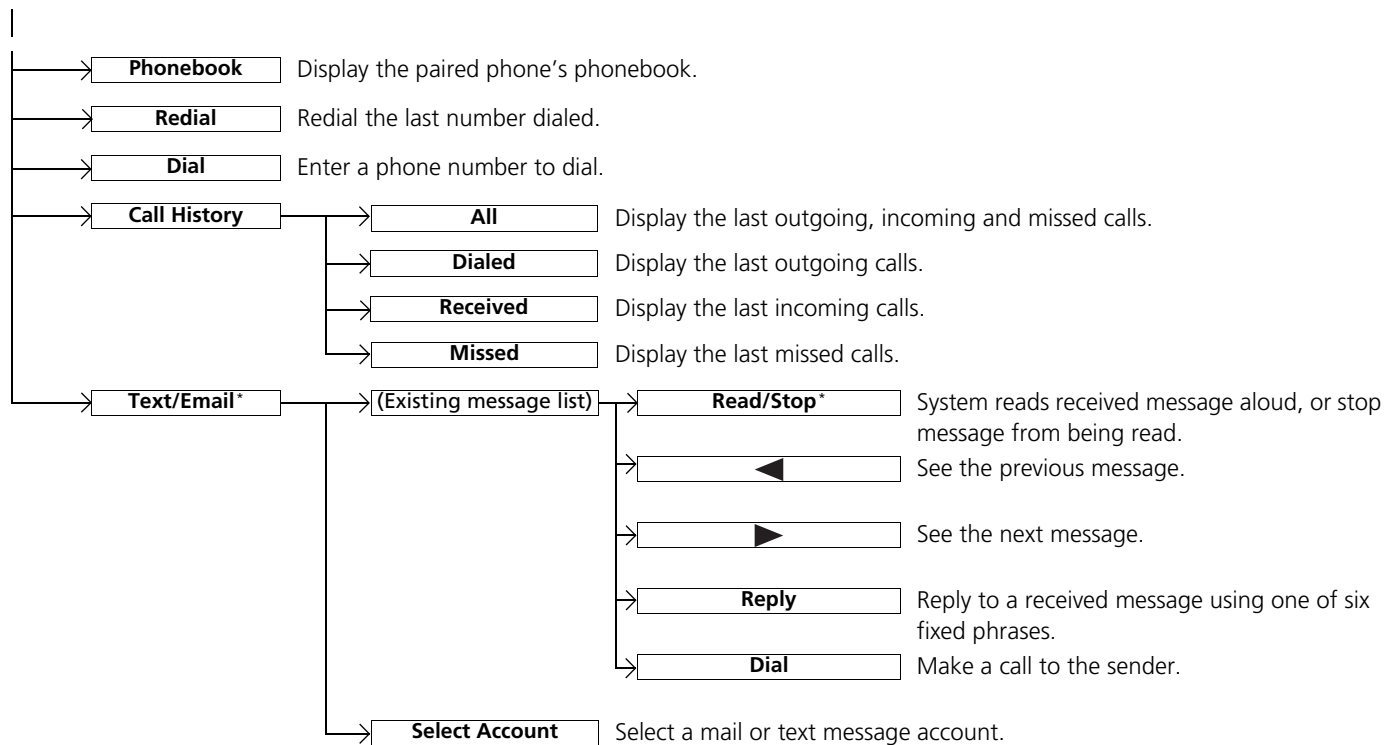 Phonebook Display the paired phone’s phonebook.
Redial Redial the last number dialed.
Dial Enter a phone number to dial.
Call History All Display the last outgoing, incoming and missed calls.
Dialed Display the last outgoing calls.
Received Display the last incoming calls.
Missed Display the last missed calls.
Text/Email* (Existing message list) Read/Stop* System reads received message aloud, or stop
message from being read.
◀ See the previous message.
▶ See the next message.
Reply Reply to a received message using one of six
fixed phrases.
Dial Make a call to the sender.
Select Account Select a mail or text message account.